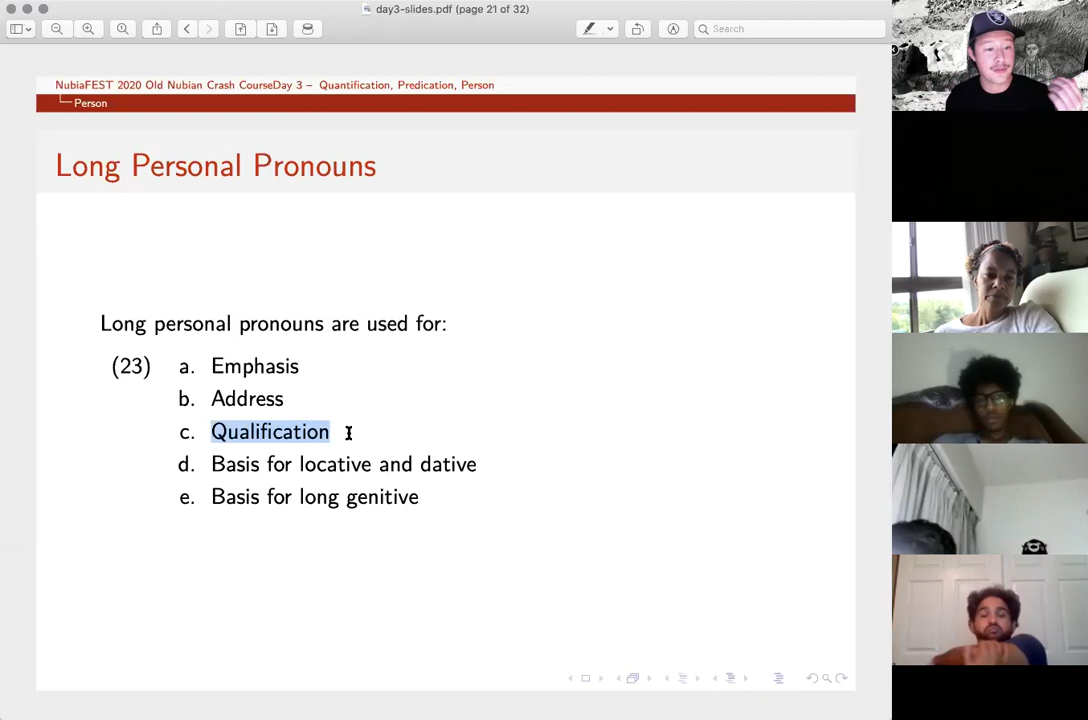 day3-slides.pdf (page 21 of 32)
Search
NubiaFEST 2020 Old Nubian Crash CourseDay 3 – Quantification, Predication, Person
Person
Long Personal Pronouns
Long personal pronouns are used for:
(23) a. Emphasis
b. Address
c. Qualification
d. Basis for locative and dative
e. Basis for long genitive